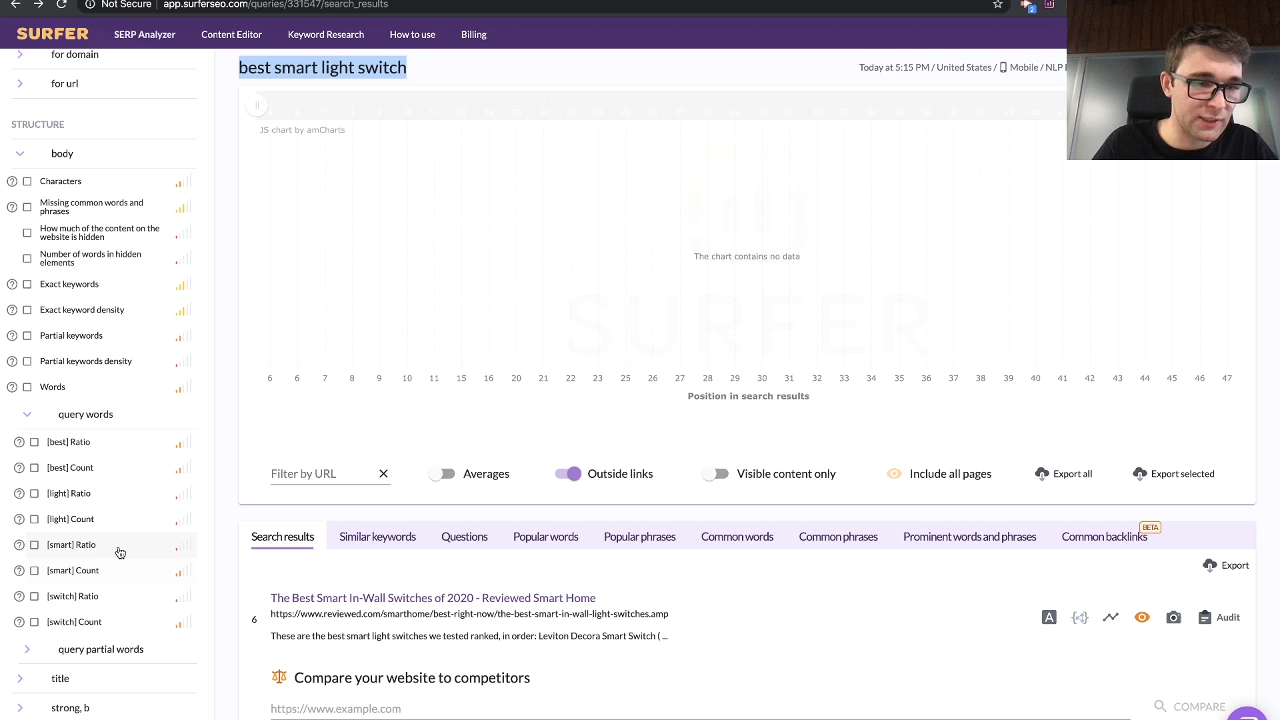 app.surferseo.com/queries/331547/search_results
SURFER
SERP Analyzer
Content Editor
Keyword Research
How to use
Billing
for domain
for url
STRUCTURE
body
Characters
Missing common words and
phrases
How much of the content on the
website is hidden
Number of words in hidden
elements
Exact keywords
Exact keyword density
Partial keywords
Partial keywords density
Words
query words
[best] Ratio
[best] Count
[light] Ratio
[light] Count
[smart] Ratio
[smart] Count
[switch] Ratio
[switch] Count
query partial words
title
strong, b
best smart light switch
Today at 5:15 PM / United States / Mobile / NLP
JS chart by amCharts
The chart contains no data
SURFER
6 6 7 8 9 10 11 15 16 20 21 22 23 25 26 27 28 29 30 31 32 33 34 35 36 37 38 39 40 41 42 43 44 45 46 47
Position in search results
Filter by URL
Averages
Outside links
Visible content only
Include all pages
Export all
Export selected
Search results
Similar keywords
Questions
Popular words
Popular phrases
Common words
Common phrases
Prominent words and phrases
Common backlinks
BETA
Export
6
The Best Smart In-Wall Switches of 2020 - Reviewed Smart Home
https://www.reviewed.com/smarthome/best-right-now/the-best-smart-in-wall-light-switches.amp
These are the best smart light switches we tested ranked, in order: Leviton Decora Smart Switch ( ...
A
Audit
Compare your website to competitors
https://www.example.com
COMPARE